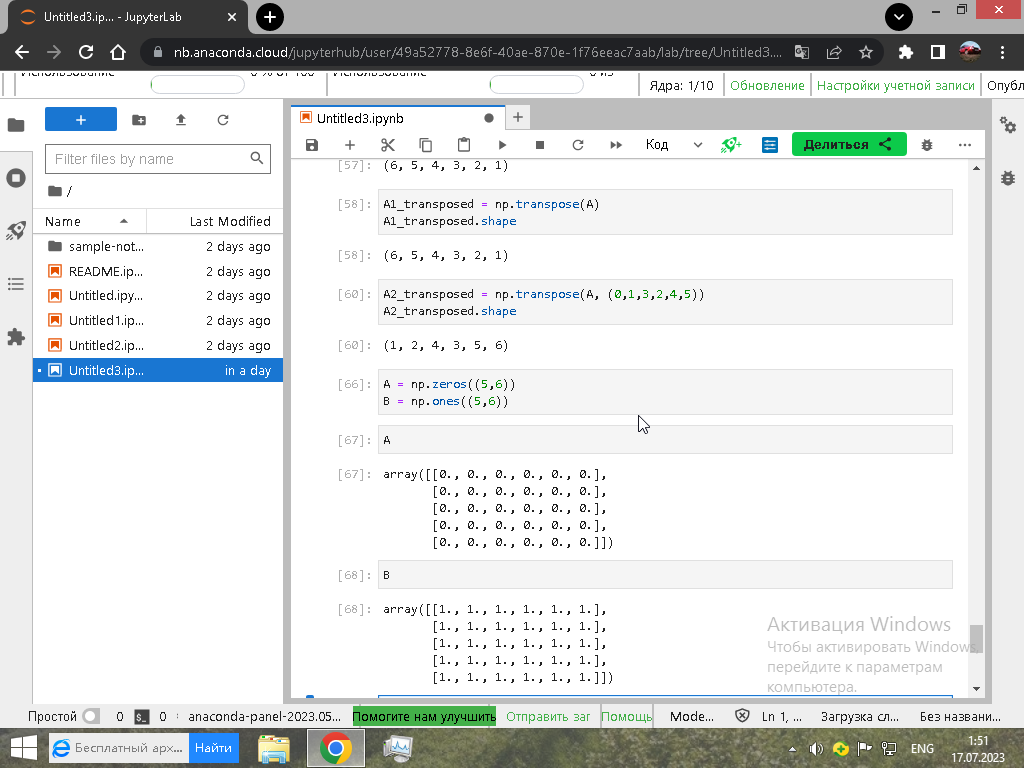 Untitled3.ip... - JupyterLab
nb.anaconda.cloud/jupyterhub/user/49a52778-8e6f-40ae-870e-1f76eeac7aab/lab/tree/Untitled3....
Использование 0 % от 100 Использование 0 из
Ядра: 1/10 Обновление Настройки учетной записи Опубл
+
Filter files by name
/
Name Last Modified
sample-not... 2 days ago
README.ip... 2 days ago
Untitled.ipy... 2 days ago
Untitled1.ip... 2 days ago
Untitled2.ip... 2 days ago
Untitled3.ip... in a day
Untitled3.ipynb
Код Делиться
[57]: (6, 5, 4, 3, 2, 1)
[58]: A1_transposed = np.transpose(A)
A1_transposed.shape
[58]: (6, 5, 4, 3, 2, 1)
[60]: A2_transposed = np.transpose(A, (0,1,3,2,4,5))
A2_transposed.shape
[60]: (1, 2, 4, 3, 5, 6)
[66]: A = np.zeros((5,6))
B = np.ones((5,6))
[67]: A
[67]: array([[0., 0., 0., 0., 0., 0.],
[0., 0., 0., 0., 0., 0.],
[0., 0., 0., 0., 0., 0.],
[0., 0., 0., 0., 0., 0.],
[0., 0., 0., 0., 0., 0.]])
[68]: B
[68]: array([[1., 1., 1., 1., 1., 1.],
[1., 1., 1., 1., 1., 1.],
[1., 1., 1., 1., 1., 1.],
[1., 1., 1., 1., 1., 1.],
[1., 1., 1., 1., 1., 1.]])
Активация Windows
Чтобы активировать Windows,
перейдите к параметрам
компьютера.
Простой 0 0 anaconda-panel-2023.05... Помогите нам улучшить Отправить заг Помощь Mode... Ln 1, ... Загрузка сл... Без названи...
Бесплатный арх... Найти
ENG
1:51
17.07.2023